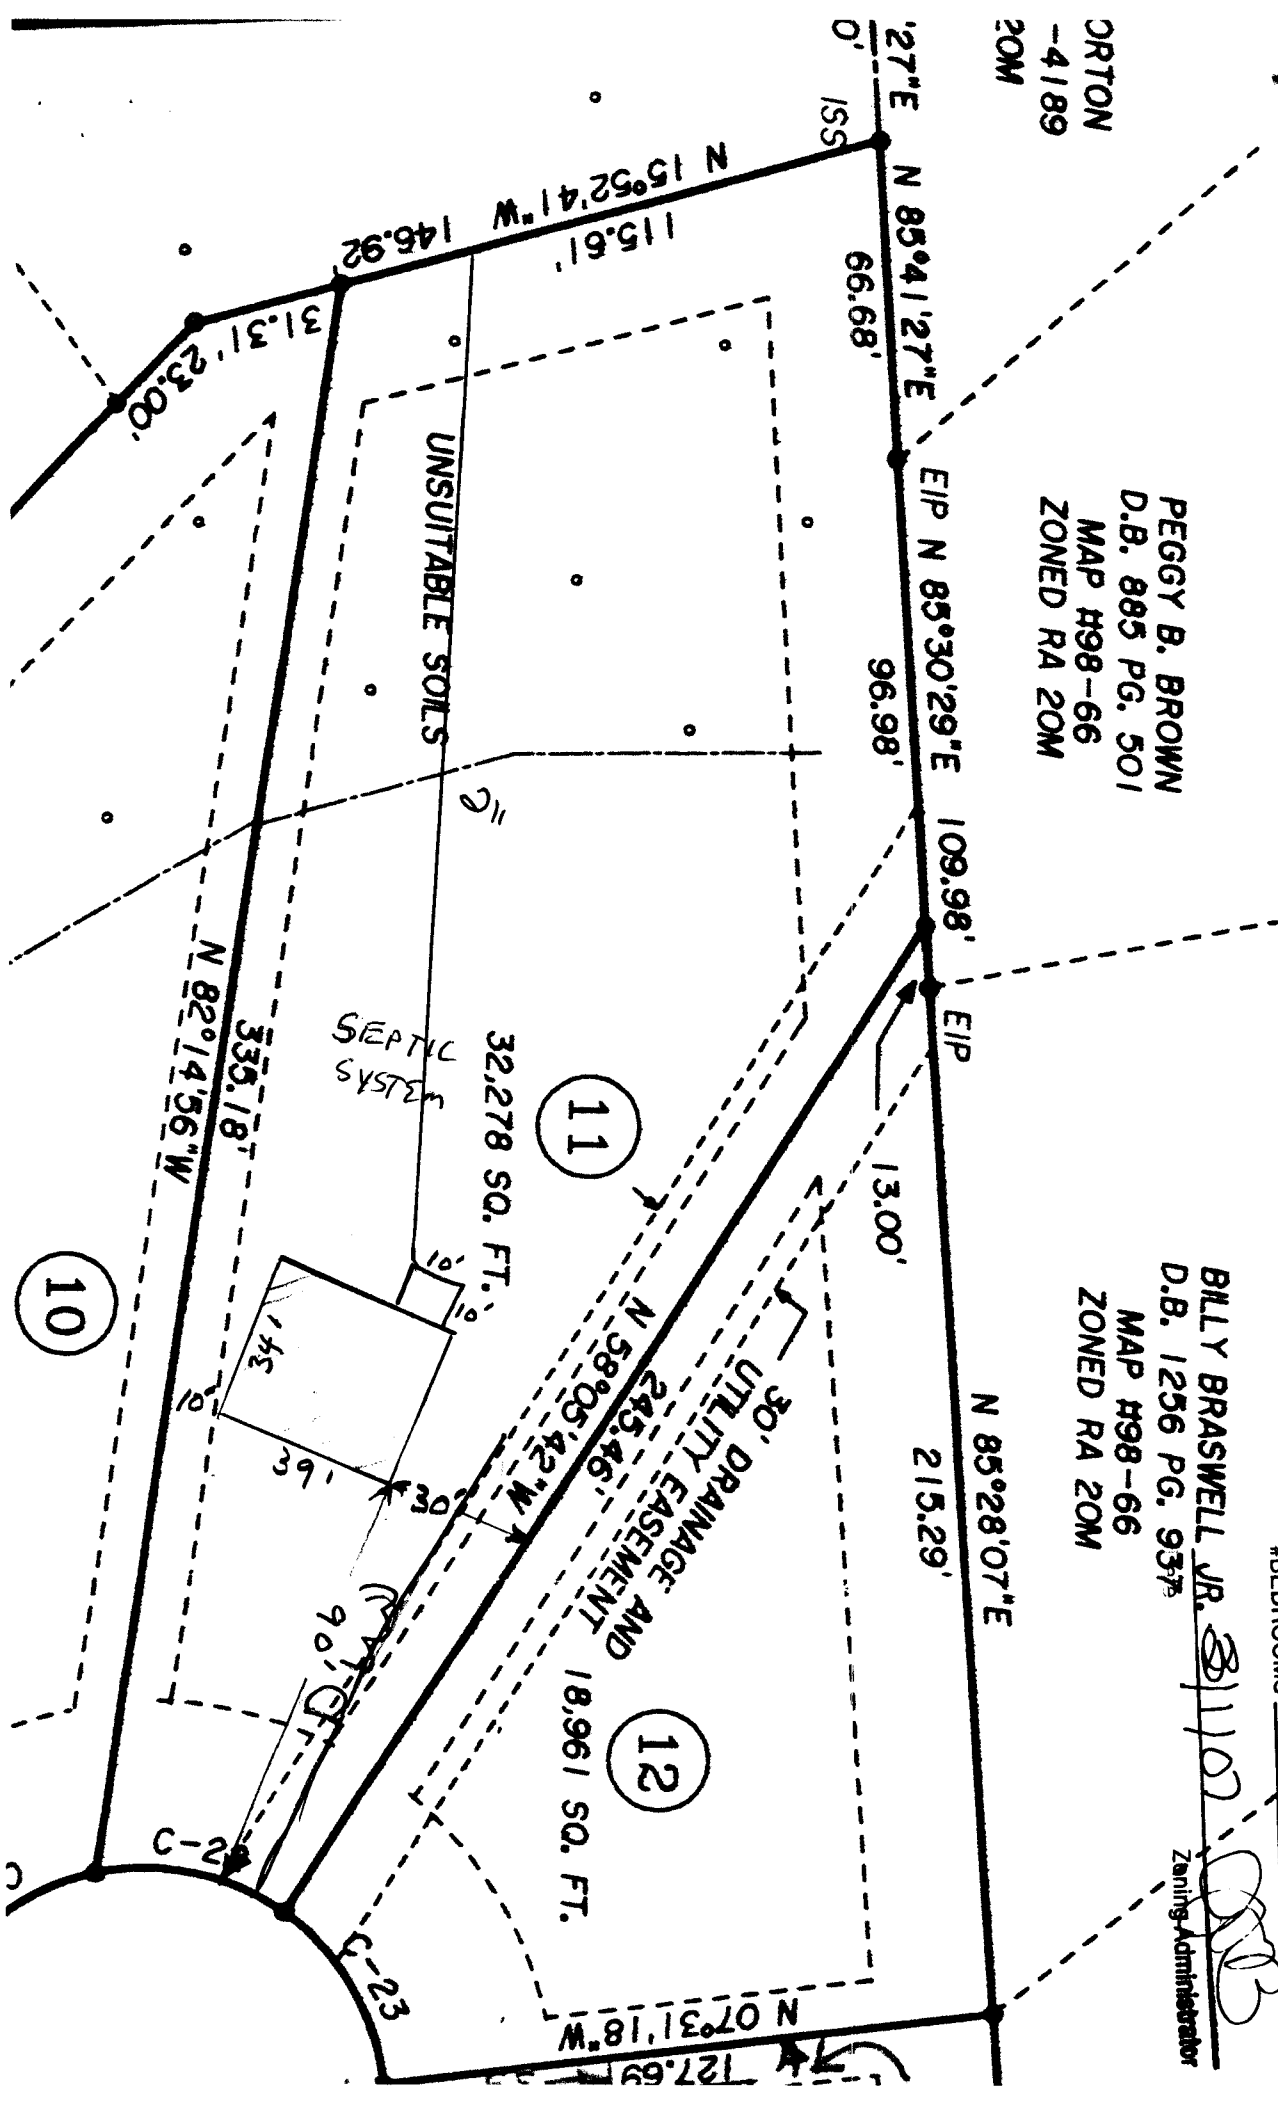 ORTON
-4189
20M
'27"E
0'
ISS
N 85°41'27"E
66.68'
N 15°52'41"W
115.61'
146.92
31.31'
23.00'
EIP
N 85°30'29"E
96.98'
109.98'
EIP
13.00'
PEGGY B. BROWN
D.B. 885 PG. 501
MAP #98-66
ZONED RA 20M
BILLY BRASWELL JR.
D.B. 1256 PG. 937
MAP #98-66
ZONED RA 20M
8/1/07
Zoning Administrator
N 85°28'07"E
215.29'
UNSUITABLE SOILS
SEPTIC
SYSTEM
32,278 SQ. FT.
11
N 82°14'56"W
335.18'
10
10'
10'
34'
39'
10'
30'
90'
N 58°05'42"W
245.46'
30' DRAINAGE AND
UTILITY EASEMENT
12
18,961 SQ. FT.
C-2
C-23
N 07°31'18"W
127.69